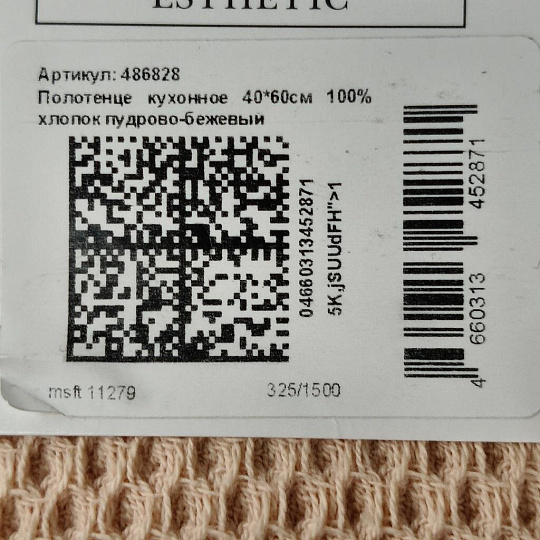 ESTHETIC
Артикул: 486828
Полотенце кухонное 40*60см 100%
хлопок пудрово-бежевый
04660313452871
5K,jSUUdFH">1
4 660313 452871
msft 11279
325/1500